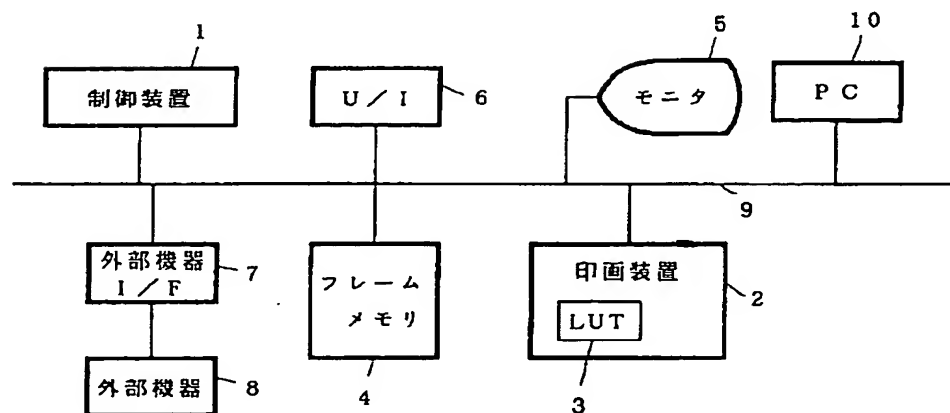 1
制御装置
U/I
6
5
モニタ
10
PC
9
外部機器
I/F
7
外部機器
8
フレーム
メモリ
4
印画装置
LUT
2
3